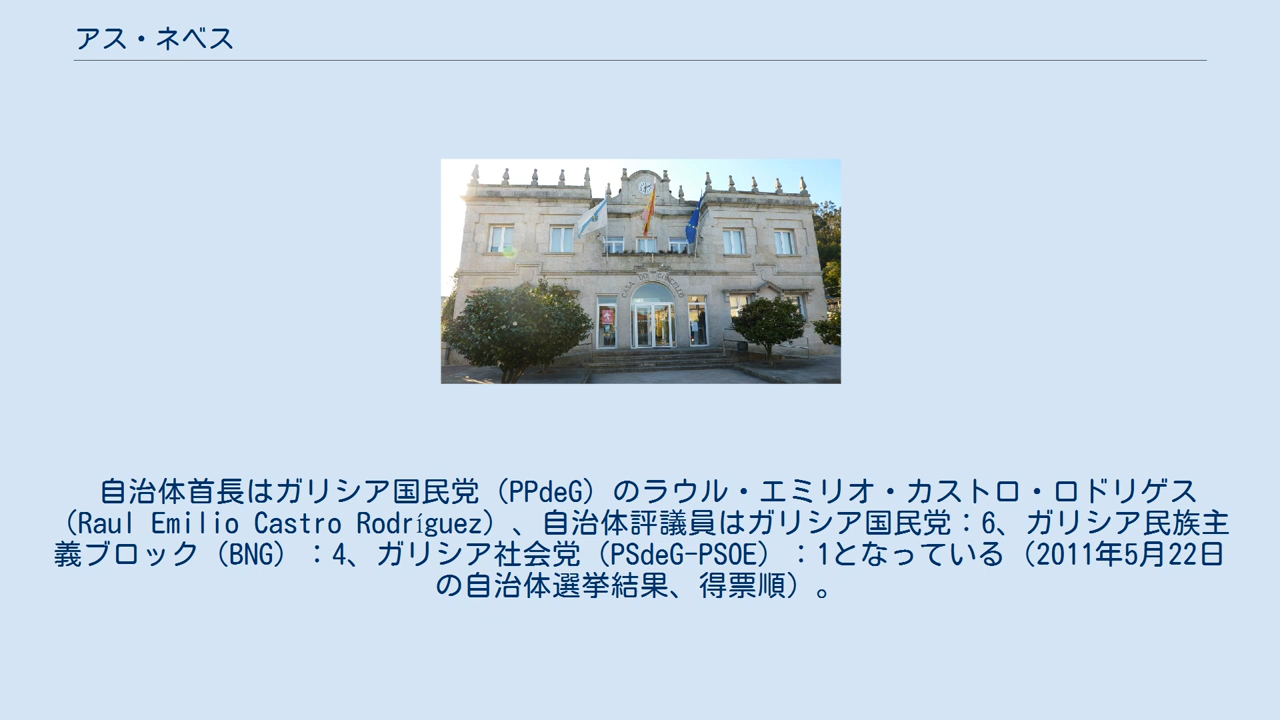 アス・ネベス
CASA DO CONCELLO
自治体首長はガリシア国民党（PPdeG）のラウル・エミリオ・カストロ・ロドリゲス
（Raul Emilio Castro Rodríguez）、自治体評議員はガリシア国民党：6、ガリシア民族主
義ブロック（BNG）：4、ガリシア社会党（PSdeG-PSOE）：1となっている（2011年5月22日
の自治体選挙結果、得票順）。